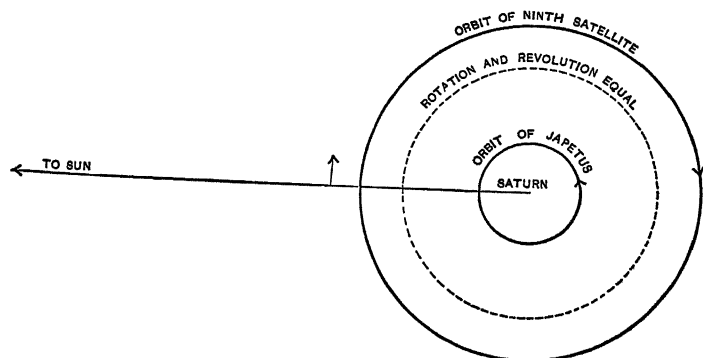 ORBIT OF NINTH SATELLITE
ROTATION AND REVOLUTION EQUAL
ORBIT OF JAPETUS
TO SUN
SATURN